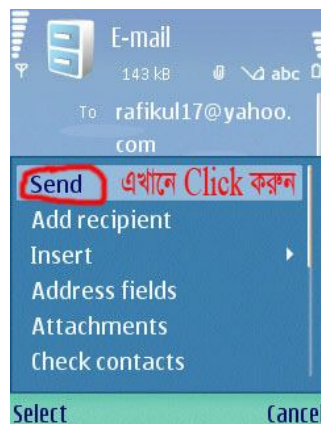 E-mail
143 kB abc
To rafikul17@yahoo.
com
Send এখানে Click করুন
Add recipient
Insert
Address fields
Attachments
Check contacts
Select Cancel